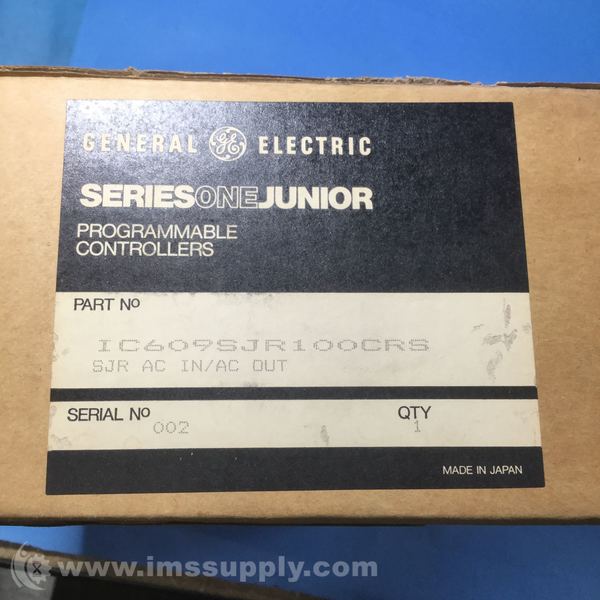 GENERAL GE ELECTRIC
SERIESONEJUNIOR
PROGRAMMABLE
CONTROLLERS
PART NO
IC609SJR100CRS
SJR AC IN/AC OUT
SERIAL NO
002
QTY
1
MADE IN JAPAN
www.imssupply.com